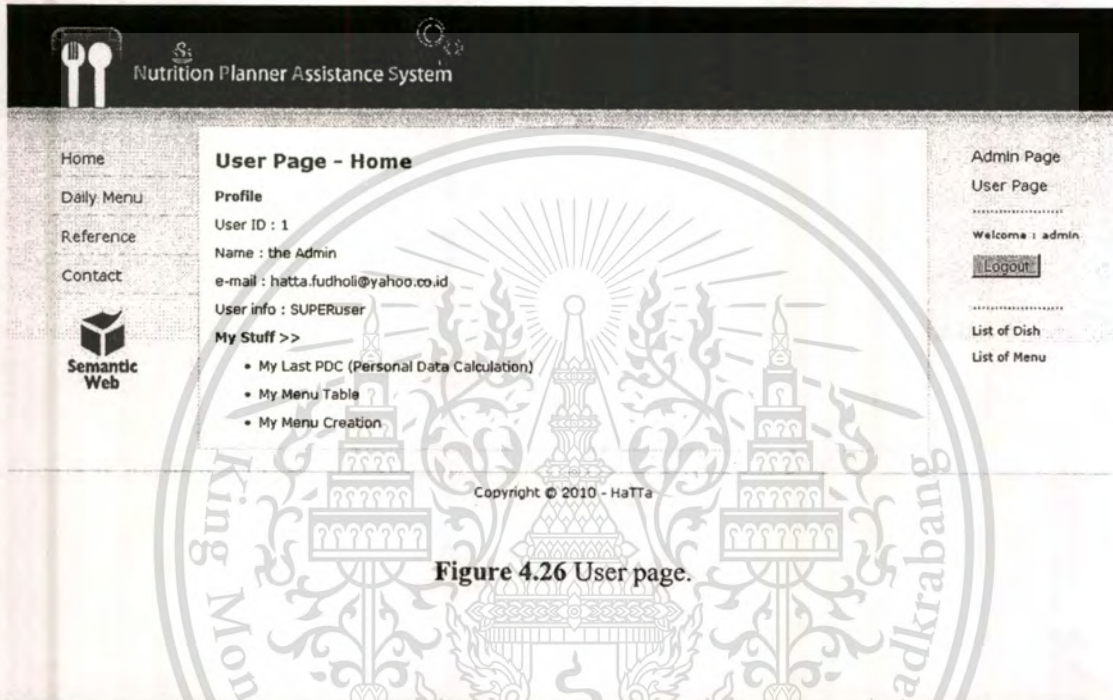 Nutrition Planner Assistance System
Home
Daily Menu
Reference
Contact
Semantic
Web
User Page - Home
Profile
User ID : 1
Name : the Admin
e-mail : hatta.fudholi@yahoo.co.id
User info : SUPERuser
My Stuff >>
• My Last PDC (Personal Data Calculation)
• My Menu Table
• My Menu Creation
Admin Page
User Page
Welcome : admin
Logout
List of Dish
List of Menu
Copyright © 2010 - HaTTa
Figure 4.26 User page.
King Mon
adkrabang